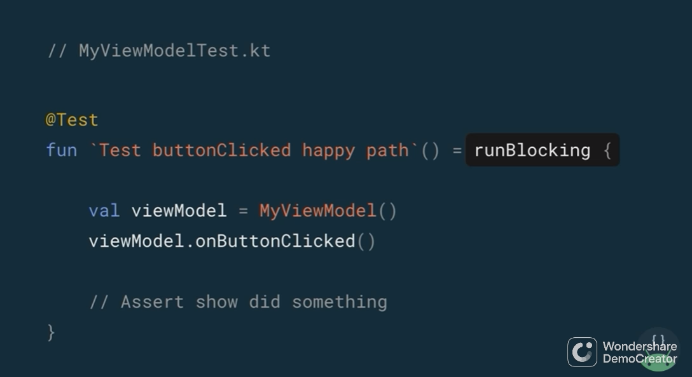 // MyViewModelTest.kt
@Test
fun `Test buttonClicked happy path`() = runBlocking {
val viewModel = MyViewModel()
viewModel.onButtonClicked()
// Assert show did something
}
{}
Wondershare
DemoCreator